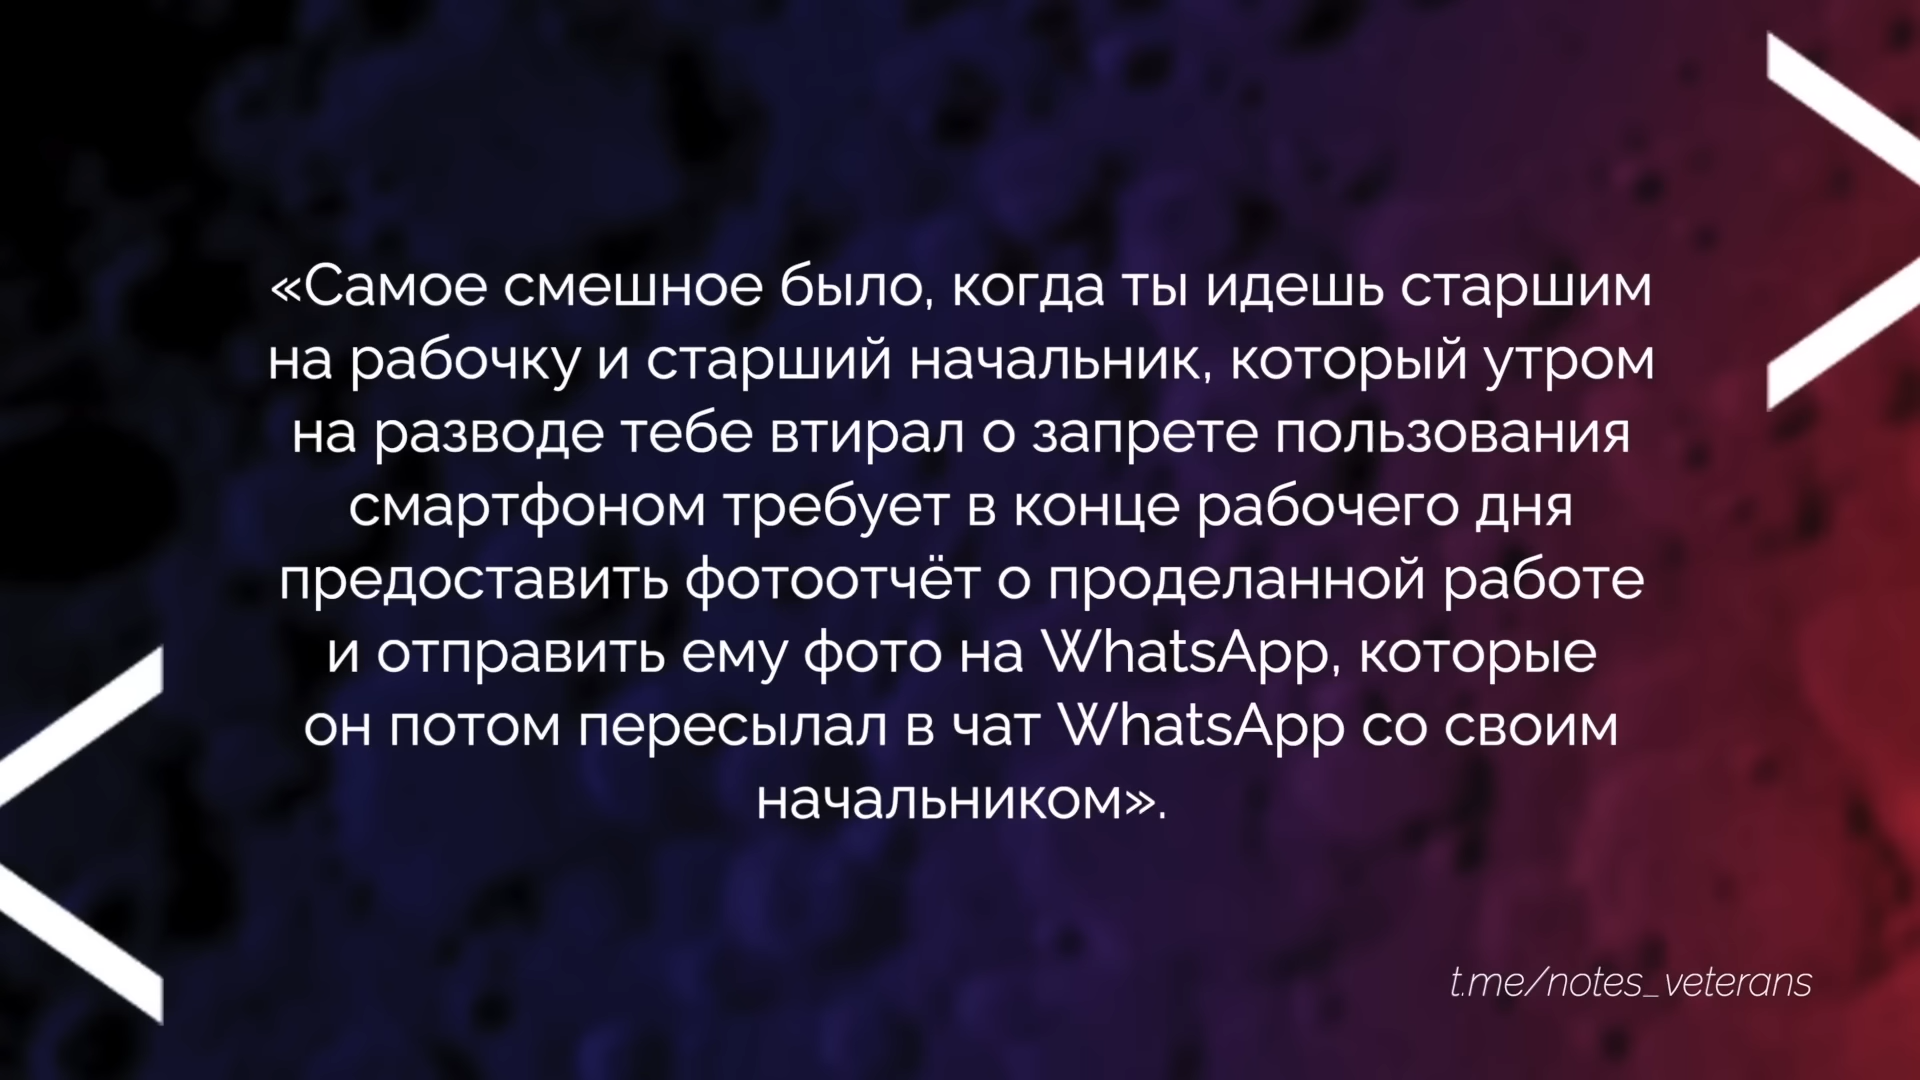 «Самое смешное было, когда ты идешь старшим
на рабочку и старший начальник, который утром
на разводе тебе втирал о запрете пользования
смартфоном требует в конце рабочего дня
предоставить фотоотчёт о проделанной работе
и отправить ему фото на WhatsApp, которые
он потом пересылал в чат WhatsApp со своим
начальником».
t.me/notes_veterans